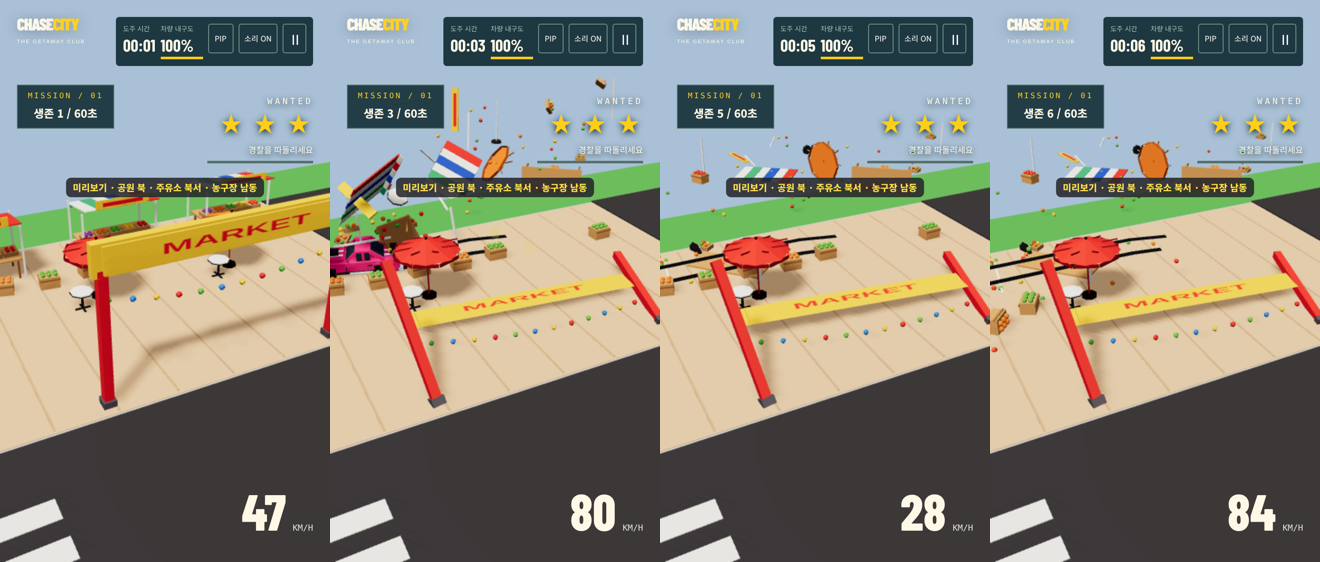 CHASECITY
THE GETAWAY CLUB
도주 시간 차량 내구도
00:01 100%
PIP
소리 ON
MISSION / 01
생존 1 / 60초
WANTED
경찰을 따돌리세요
미리보기 · 공원 북 · 주유소 북서 · 농구장 남동
MARKET
47 KM/H
CHASECITY
THE GETAWAY CLUB
도주 시간 차량 내구도
00:03 100%
PIP
소리 ON
MISSION / 01
생존 3 / 60초
WANTED
경찰을 따돌리세요
미리보기 · 공원 북 · 주유소 북서 · 농구장 남동
MARKET
80 KM/H
CHASECITY
THE GETAWAY CLUB
도주 시간 차량 내구도
00:05 100%
PIP
소리 ON
MISSION / 01
생존 5 / 60초
WANTED
경찰을 따돌리세요
미리보기 · 공원 북 · 주유소 북서 · 농구장 남동
MARKET
28 KM/H
CHASECITY
THE GETAWAY CLUB
도주 시간 차량 내구도
00:06 100%
PIP
소리 ON
MISSION / 01
생존 6 / 60초
WANTED
경찰을 따돌리세요
미리보기 · 공원 북 · 주유소 북서 · 농구장 남동
MARKET
84 KM/H